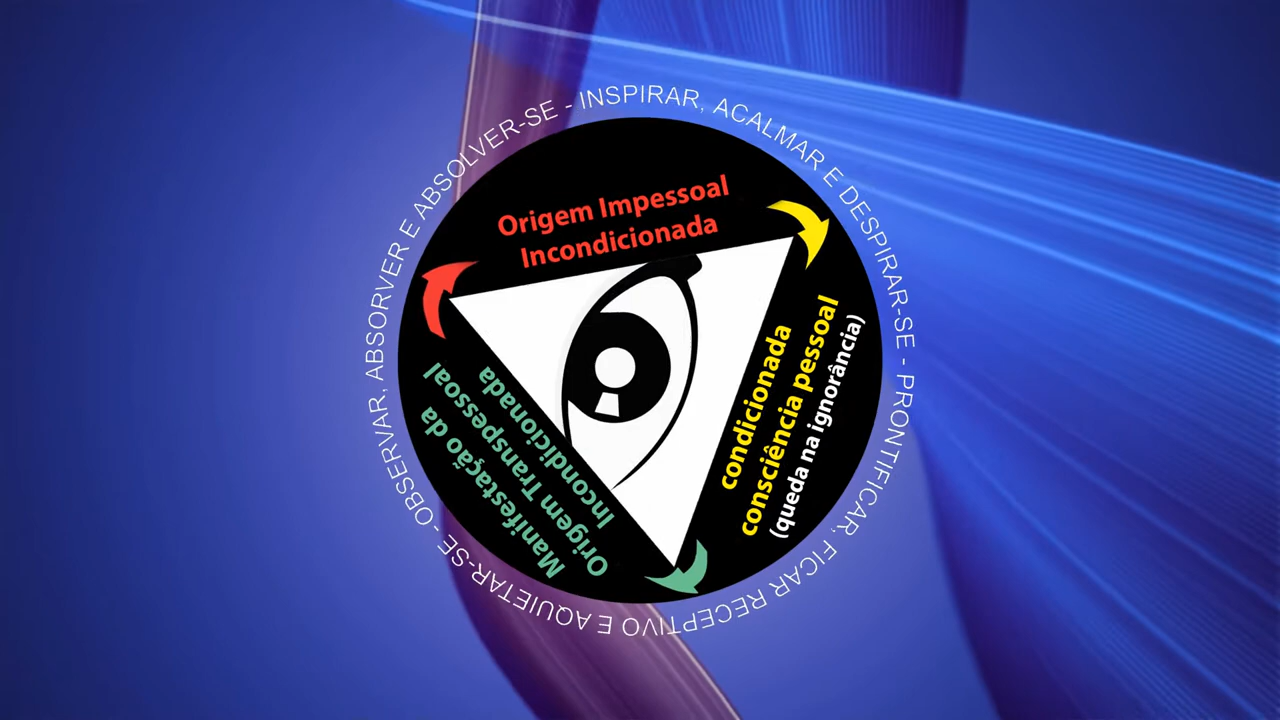 INSPIRAR, ACALMAR E DESPIRAR-SE - PRONTIFICAR, FICAR RECEPTIVO E AQUIETAR-SE - OBSERVAR, ABSORVER E ABSOLVER-SE -
Origem Impessoal
Incondicionada
condicionada
consciência pessoal
(queda na ignorância)
Manifestação da
Origem Transpessoal
Incondicionada